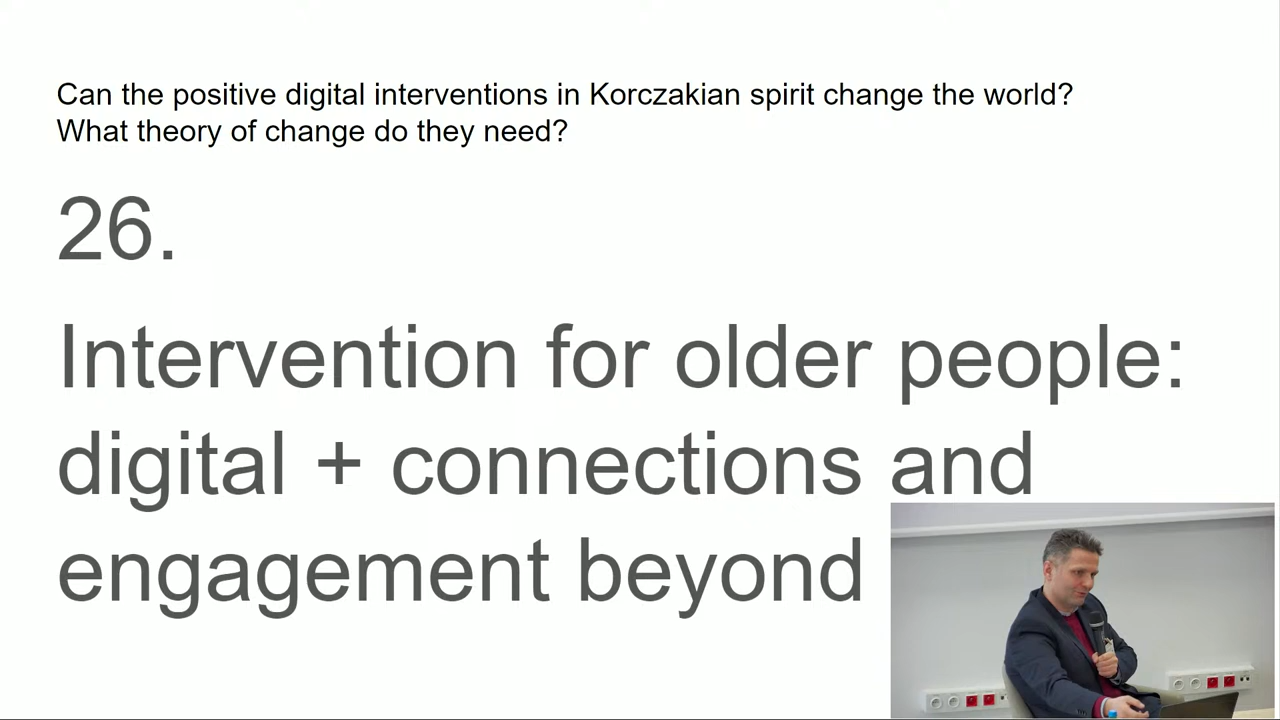 Can the positive digital interventions in Korczakian spirit change the world?
What theory of change do they need?
26.
Intervention for older people:
digital + connections and
engagement beyond